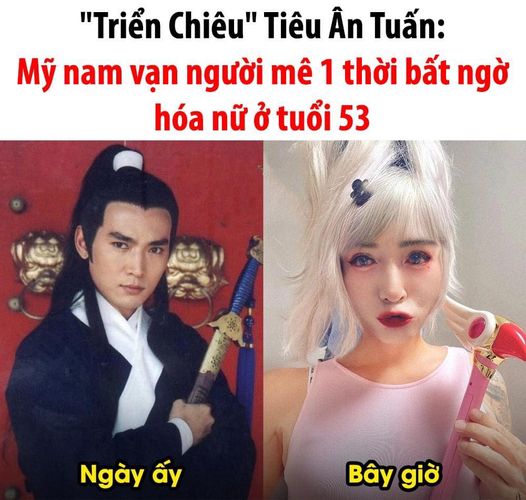 "Triển Chiêu" Tiêu Ân Tuấn:
Mỹ nam vạn người mê 1 thời bất ngờ
hóa nữ ở tuổi 53
Ngày ấy
Bây giờ